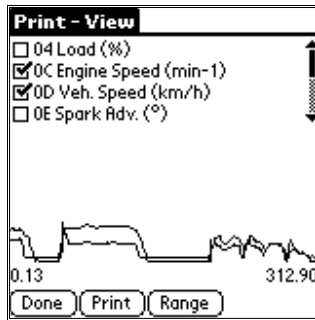 Print - View
04 Load (%)
0C Engine Speed (min-1)
0D Veh. Speed (km/h)
0E Spark Adv. (°)
0.13 312.90
Done Print Range